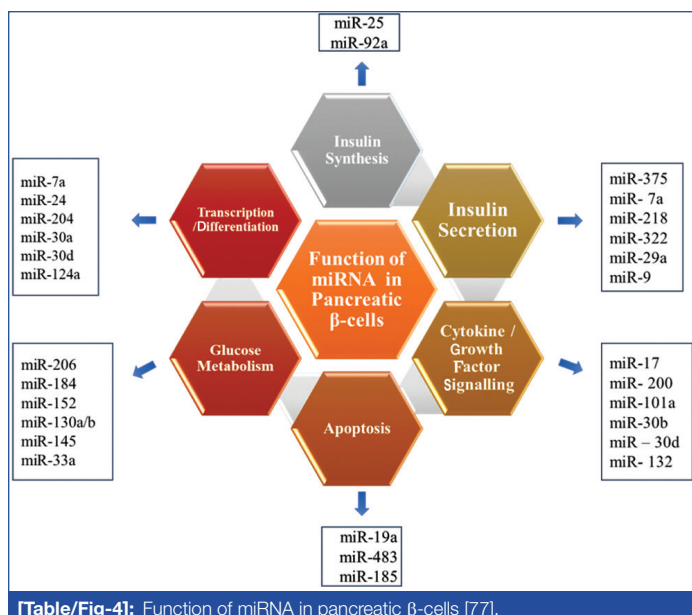 miR-25
miR-92a
Insulin
Synthesis
miR-7a
miR-24
miR-204
miR-30a
miR-30d
miR-124a
Transcription
/Differentiation
Insulin
Secretion
miR-375
miR- 7a
miR-218
miR-322
miR-29a
miR-9
Function of
miRNA in
Pancreatic
β-cells
miR-206
miR-184
miR-152
miR-130a/b
miR-145
miR-33a
Glucose
Metabolism
Cytokine /
Growth
Factor
Signalling
miR-17
miR- 200
miR-101a
miR-30b
miR – 30d
miR- 132
Apoptosis
miR-19a
miR-483
miR-185
[Table/Fig-4]: Function of miRNA in pancreatic β-cells [77].